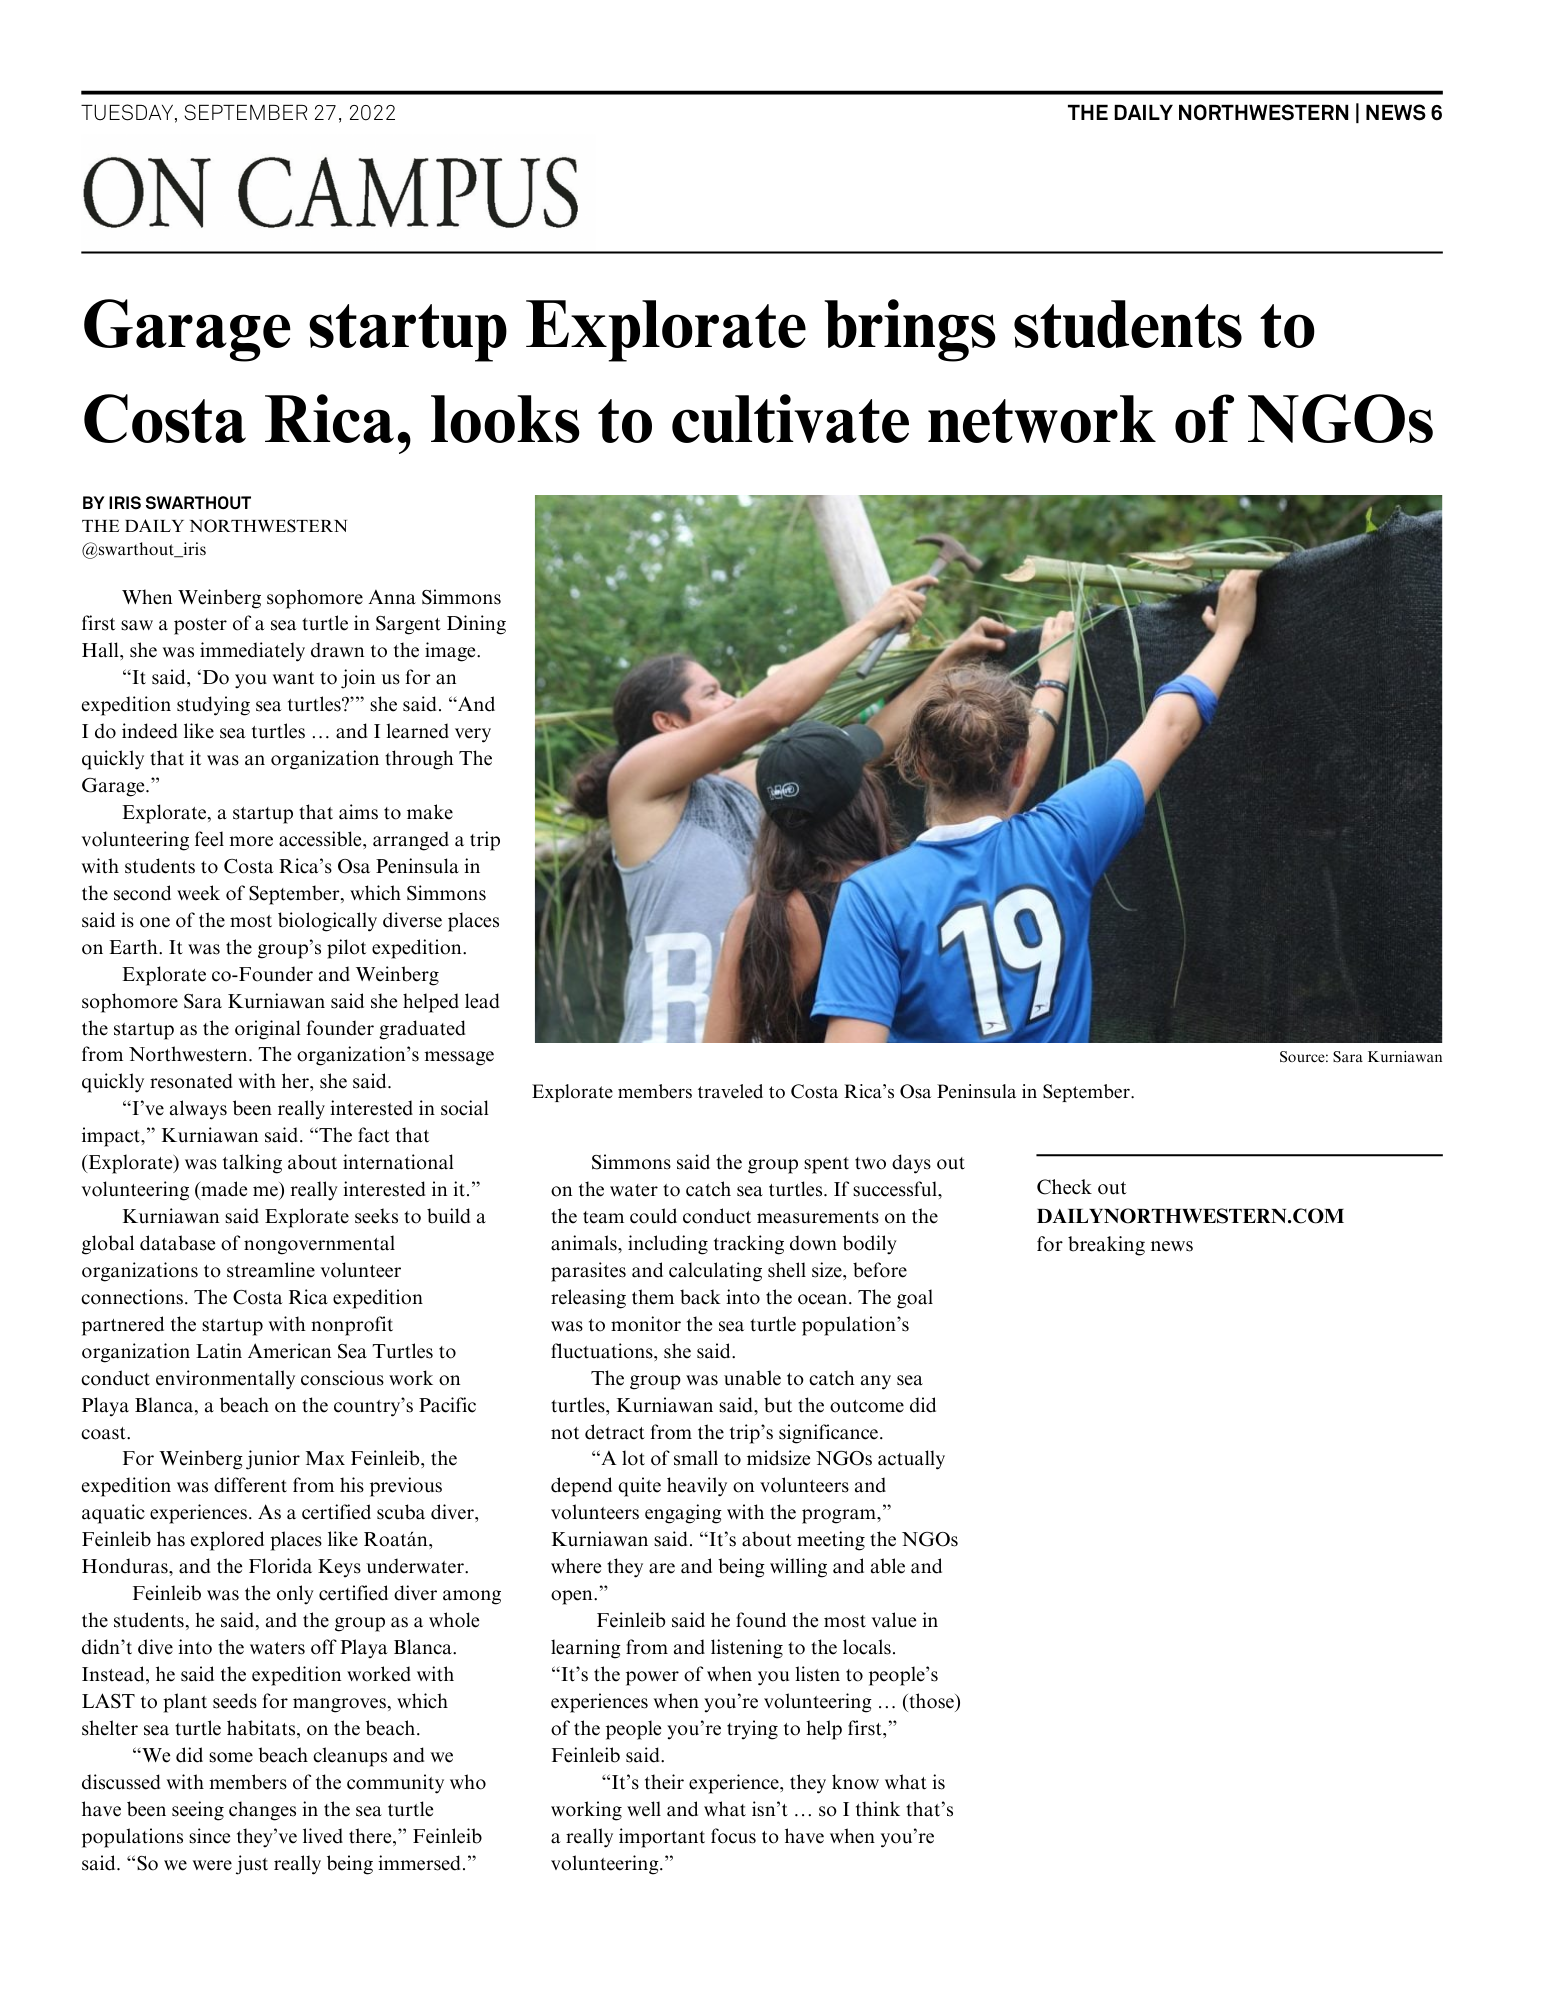 TUESDAY, SEPTEMBER 27, 2022
THE DAILY NORTHWESTERN | NEWS 6
ON CAMPUS
Garage startup Explorate brings students to
Costa Rica, looks to cultivate network of NGOs
BY IRIS SWARTHOUT
THE DAILY NORTHWESTERN
@swarthout_iris
When Weinberg sophomore Anna Simmons
first saw a poster of a sea turtle in Sargent Dining
Hall, she was immediately drawn to the image.
“It said, ‘Do you want to join us for an
expedition studying sea turtles?’” she said. “And
I do indeed like sea turtles … and I learned very
quickly that it was an organization through The
Garage.”
Explorate, a startup that aims to make
volunteering feel more accessible, arranged a trip
with students to Costa Rica’s Osa Peninsula in
the second week of September, which Simmons
said is one of the most biologically diverse places
on Earth. It was the group’s pilot expedition.
Explorate co-Founder and Weinberg
sophomore Sara Kurniawan said she helped lead
the startup as the original founder graduated
from Northwestern. The organization’s message
quickly resonated with her, she said.
“I’ve always been really interested in social
impact,” Kurniawan said. “The fact that
(Explorate) was talking about international
volunteering (made me) really interested in it.”
Kurniawan said Explorate seeks to build a
global database of nongovernmental
organizations to streamline volunteer
connections. The Costa Rica expedition
partnered the startup with nonprofit
organization Latin American Sea Turtles to
conduct environmentally conscious work on
Playa Blanca, a beach on the country’s Pacific
coast.
For Weinberg junior Max Feinleib, the
expedition was different from his previous
aquatic experiences. As a certified scuba diver,
Feinleib has explored places like Roatán,
Honduras, and the Florida Keys underwater.
Feinleib was the only certified diver among
the students, he said, and the group as a whole
didn’t dive into the waters off Playa Blanca.
Instead, he said the expedition worked with
LAST to plant seeds for mangroves, which
shelter sea turtle habitats, on the beach.
“We did some beach cleanups and we
discussed with members of the community who
have been seeing changes in the sea turtle
populations since they’ve lived there,” Feinleib
said. “So we were just really being immersed.”
19
Source: Sara Kurniawan
Explorate members traveled to Costa Rica’s Osa Peninsula in September.
Simmons said the group spent two days out
on the water to catch sea turtles. If successful,
the team could conduct measurements on the
animals, including tracking down bodily
parasites and calculating shell size, before
releasing them back into the ocean. The goal
was to monitor the sea turtle population’s
fluctuations, she said.
The group was unable to catch any sea
turtles, Kurniawan said, but the outcome did
not detract from the trip’s significance.
“A lot of small to midsize NGOs actually
depend quite heavily on volunteers and
volunteers engaging with the program,”
Kurniawan said. “It’s about meeting the NGOs
where they are and being willing and able and
open.”
Feinleib said he found the most value in
learning from and listening to the locals.
“It’s the power of when you listen to people’s
experiences when you’re volunteering … (those)
of the people you’re trying to help first,”
Feinleib said.
“It’s their experience, they know what is
working well and what isn’t … so I think that’s
a really important focus to have when you’re
volunteering.”
Check out
DAILYNORTHWESTERN.COM
for breaking news